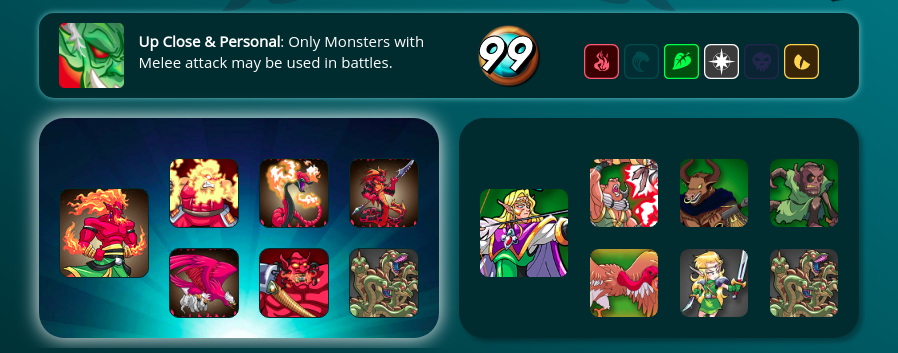 Up Close & Personal: Only Monsters with
Melee attack may be used in battles.
99